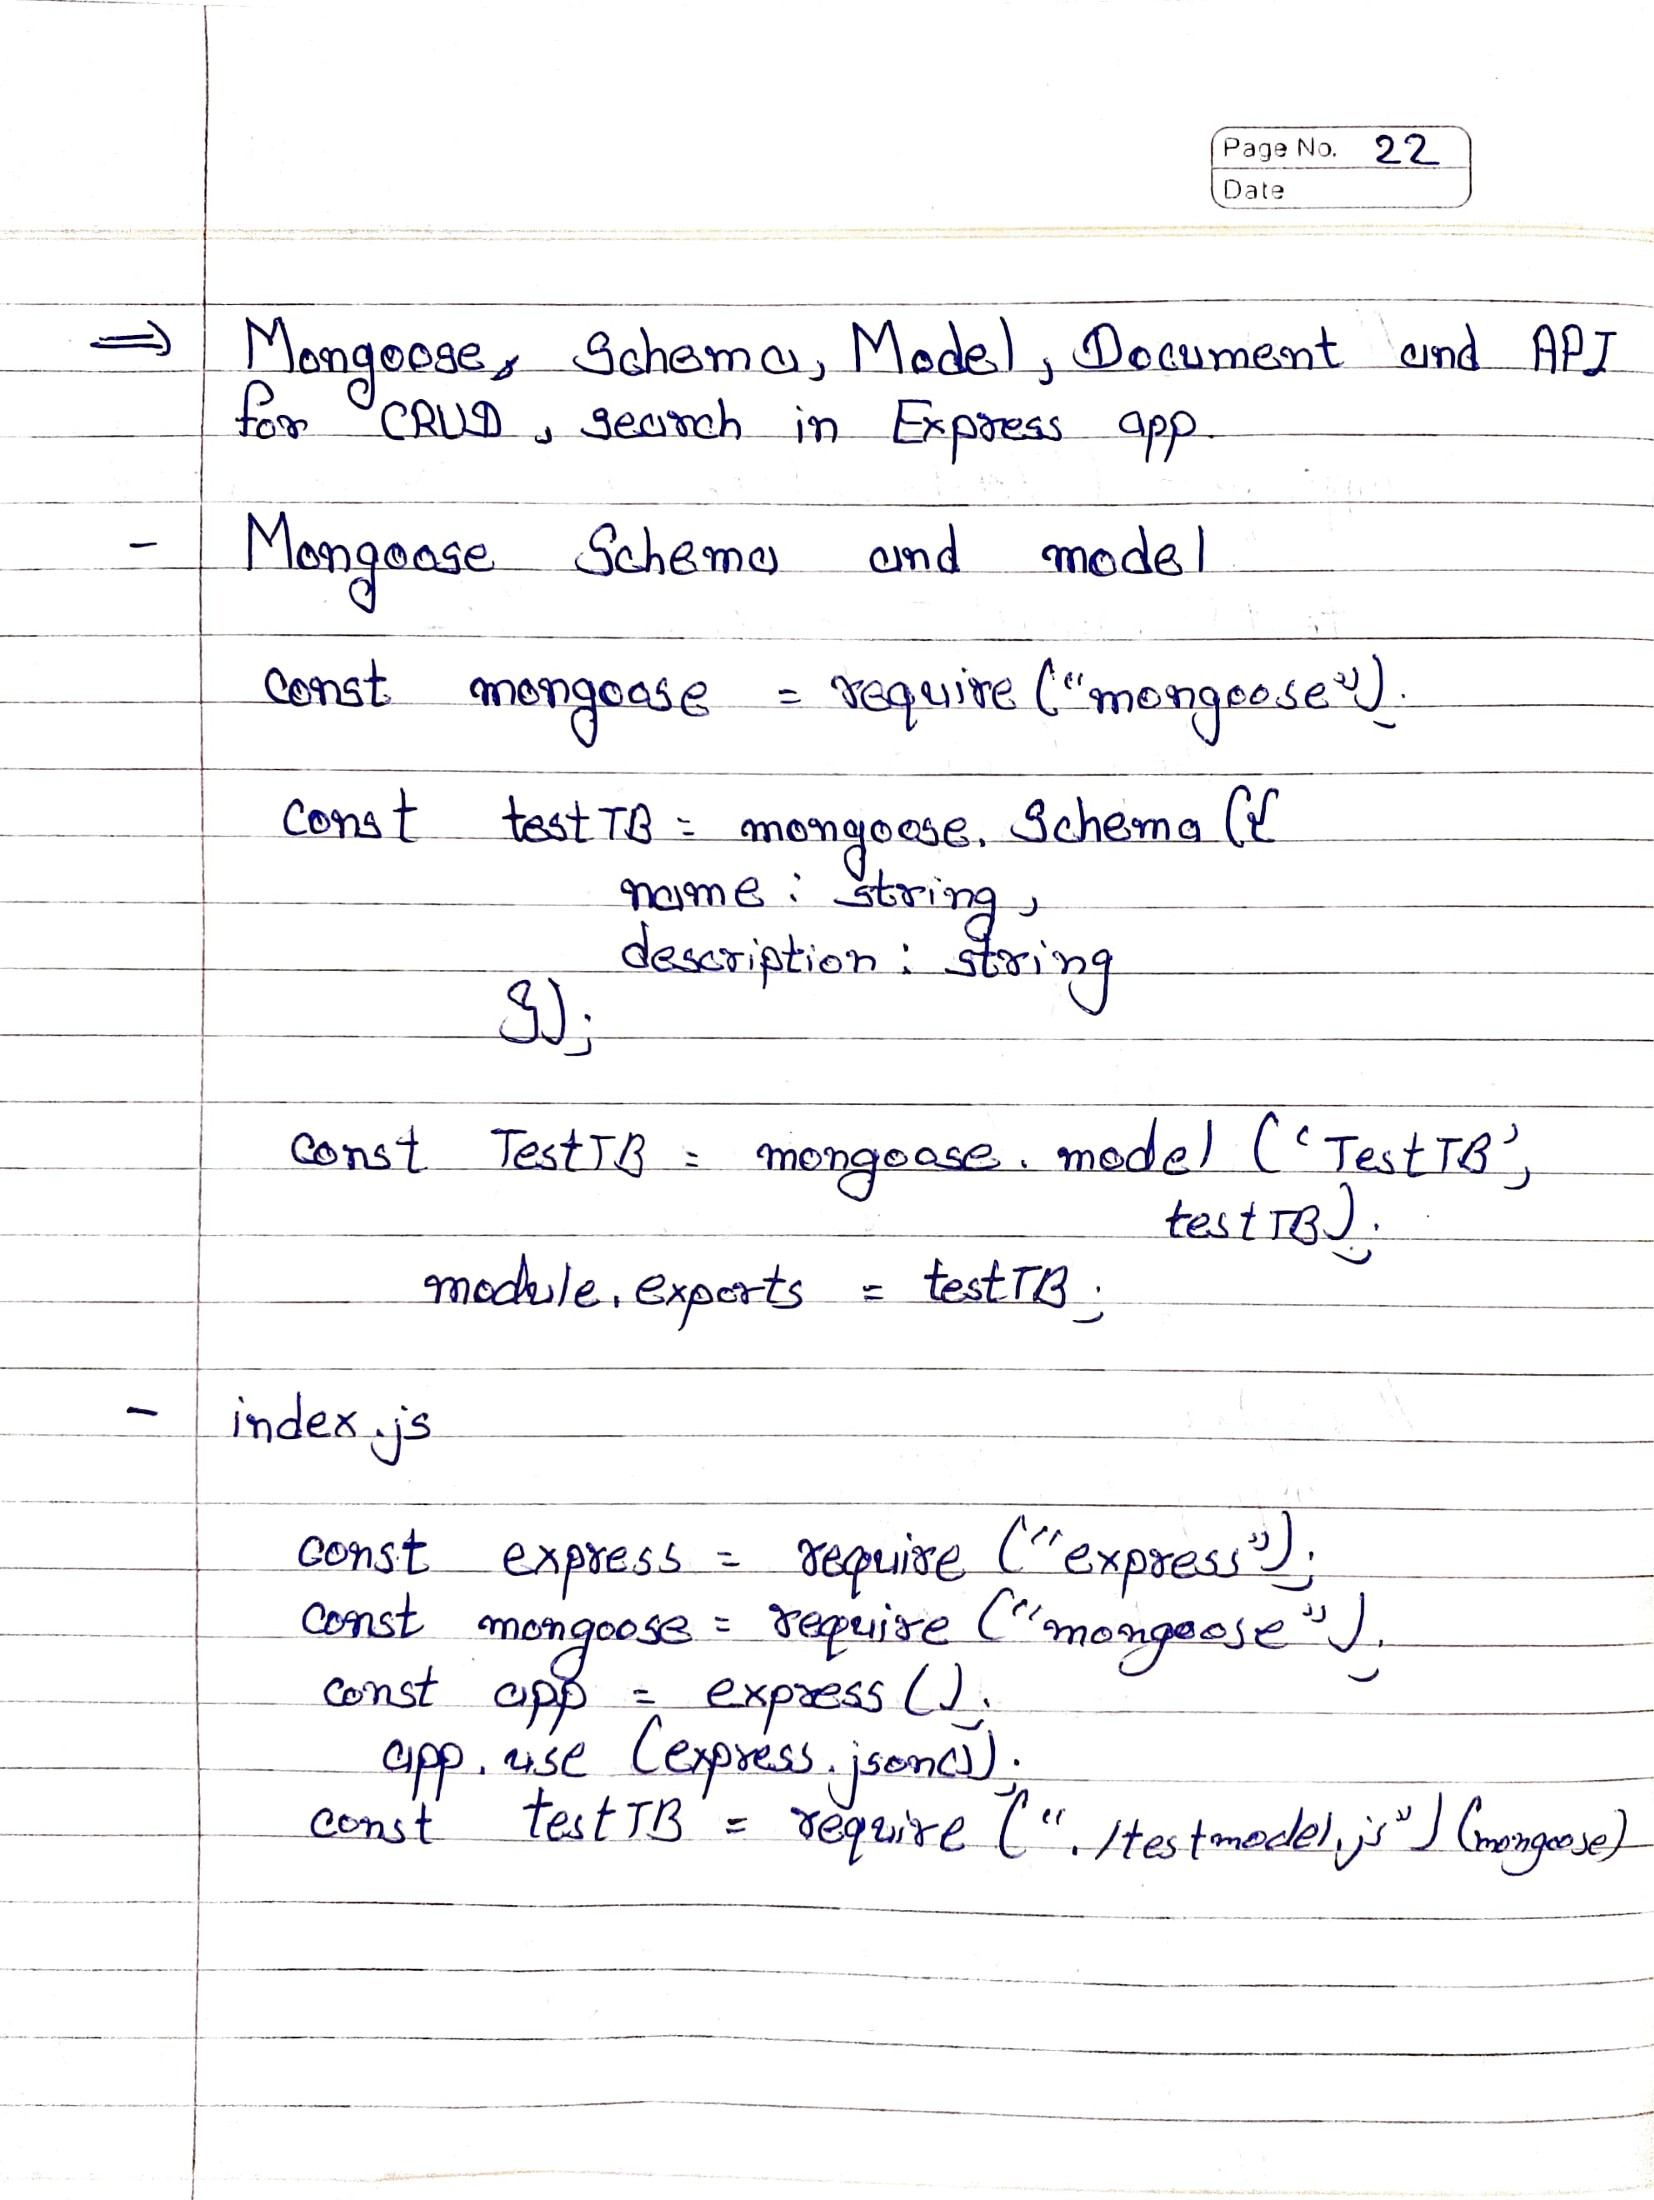 Page No. 22
Date
⇒ Mongoose, Schema, Model, Document and API
for CRUD, search in Express app.
- Mongoose Schema and model
const mongoose = require ("mongoose");
const testTB = mongoose. Schema ({
name : string,
description : string
});
const TestTB = mongoose. model ('TestTB',
testTB);
module. exports = testTB ;
- index.js
const express = require ("express");
const mongoose = require ("mongoose");
const app = express ();
app. use (express. json());
const testTB = require ("./testmodel.js") (mongoose)